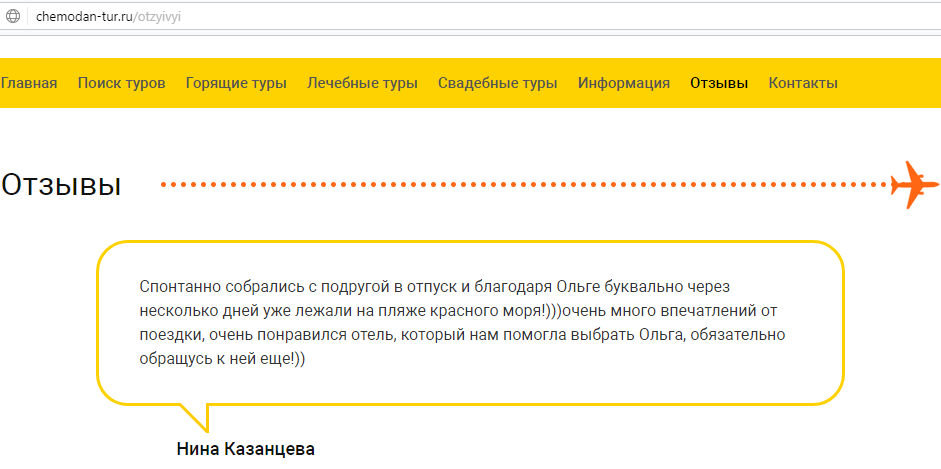 chemodan-tur.ru/otzyivyi
Главная Поиск туров Горящие туры Лечебные туры Свадебные туры Информация Отзывы Контакты
Отзывы
Спонтанно собрались с подругой в отпуск и благодаря Ольге буквально через
несколько дней уже лежали на пляже красного моря!)))очень много впечатлений от
поездки, очень понравился отель, который нам помогла выбрать Ольга, обязательно
обращусь к ней еще!))
Нина Казанцева